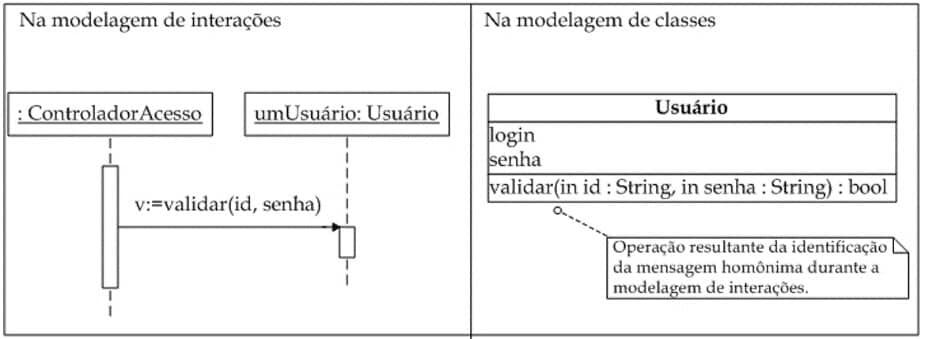 Na modelagem de interações
: ControladorAcesso
umUsuário: Usuário
v:=validar(id, senha)
Na modelagem de classes
Usuário
login
senha
validar(in id : String, in senha : String) : bool
Operação resultante da identificação
da mensagem homônima durante a
modelagem de interações.